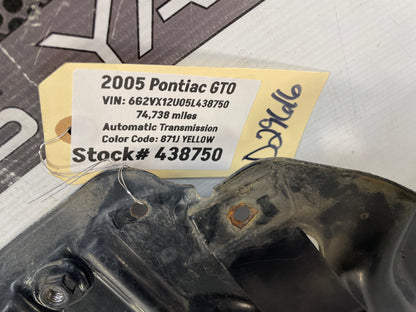 2005 Pontiac GTO
VIN: 6G2VX12U05L438750
74,738 miles
Automatic Transmission
Color Code: 871J YELLOW
Stock# 438750